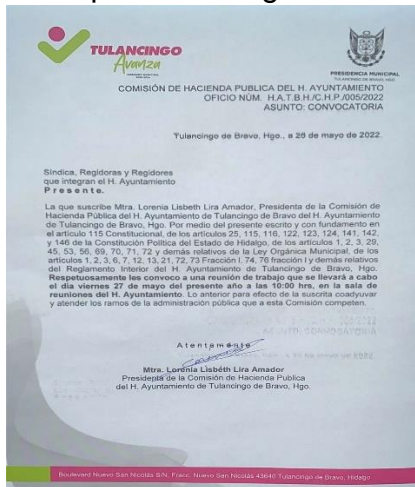 TULANCINGO
Avanza
PRESIDENCIA MUNICIPAL
COMISIÓN DE HACIENDA PUBLICA DEL H. AYUNTAMIENTO
OFICIO NÚM. H.A.T.B.H./C.H.P./005/2022
ASUNTO: CONVOCATORIA
Tulancingo de Bravo, Hgo., a 26 de mayo de 2022.
Síndica, Regidoras y Regidores
que integran el H. Ayuntamiento
P r e s e n t e.
La que suscribe Mtra. Lorenia Lisbeth Lira Amador, Presidenta de la Comisión de
Hacienda Pública del H. Ayuntamiento de Tulancingo de Bravo del H. Ayuntamiento
de Tulancingo de Bravo, Hgo. Por medio del presente escrito y con fundamento en
el artículo 115 Constitucional, de los artículos 25, 115, 116, 122, 123, 124, 141, 142,
y 146 de la Constitución Política del Estado de Hidalgo, de los artículos 1, 2, 3, 29,
45, 53, 56, 69, 70, 71, 72 y demás relativos de la Ley Orgánica Municipal, de los
artículos 1, 2, 3, 6, 7, 12, 13, 21, 72, 73 Fracción I, 74, 76 fracción I y demás relativos
del Reglamento Interior del H. Ayuntamiento de Tulancingo de Bravo, Hgo.
Respetuosamente les convoco a una reunión de trabajo que se llevará a cabo
el día viernes 27 de mayo del presente año a las 10:00 hrs, en la sala de
reuniones del H. Ayuntamiento. Lo anterior para efecto de la suscrita coadyuvar
y atender los ramos de la administración pública que a esta Comisión competen.
A t e n t a m e n t e
Mtra. Lorenia Lisbéth Lira Amador
Presidenta de la Comisión de Hacienda Publica
del H. Ayuntamiento de Tulancingo de Bravo, Hgo.
Boulevard Nuevo San Nicolás S/N, Fracc. Nuevo San Nicolás 43640 Tulancingo de Bravo, Hidalgo